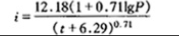 i = 12.18(1+0.71lgP) / (t+6.29)^0.71